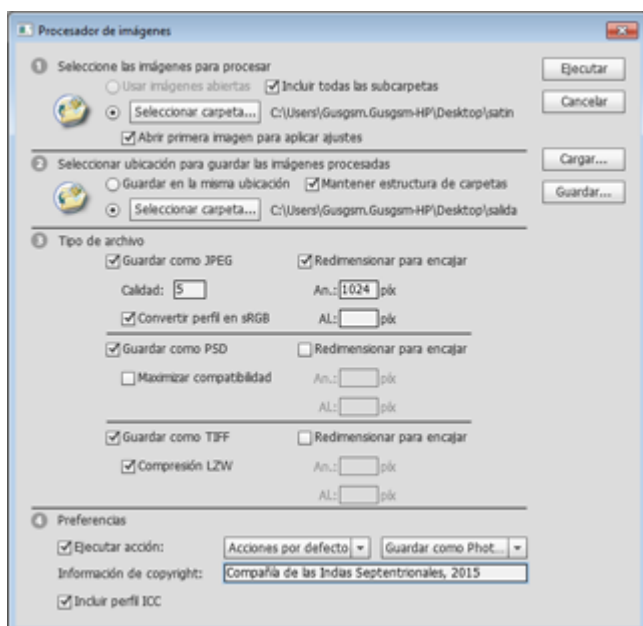 Procesador de imágenes
1 Seleccione las imágenes para procesar
Ejecutar
Usar imágenes abiertas Incluir todas las subcarpetas
Seleccionar carpeta... C:\Users\Gusgsm.Gusgsm-HP\Desktop\satin
Cancelar
Abrir primera imagen para aplicar ajustes
2 Seleccionar ubicación para guardar las imágenes procesadas
Cargar...
Guardar en la misma ubicación Mantener estructura de carpetas
Guardar...
Seleccionar carpeta... C:\Users\Gusgsm.Gusgsm-HP\Desktop\salida
3 Tipo de archivo
Guardar como JPEG Redimensionar para encajar
Calidad: 5 An.: 1024 píx
Convertir perfil en sRGB AL: píx
Guardar como PSD Redimensionar para encajar
Maximizar compatibilidad An.: píx
AL: píx
Guardar como TIFF Redimensionar para encajar
Compresión LZW An.: píx
AL: píx
4 Preferencias
Ejecutar acción: Acciones por defecto Guardar como Phot...
Información de copyright: Compañía de las Indias Septentrionales, 2015
Incluir perfil ICC